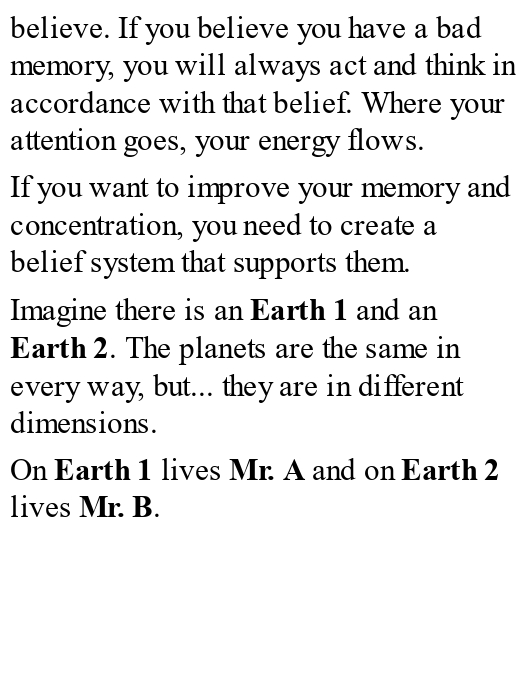 believe. If you believe you have a bad
memory, you will always act and think in
accordance with that belief. Where your
attention goes, your energy flows.
If you want to improve your memory and
concentration, you need to create a
belief system that supports them.
Imagine there is an Earth 1 and an
Earth 2. The planets are the same in
every way, but... they are in different
dimensions.
On Earth 1 lives Mr. A and on Earth 2
lives Mr. B.